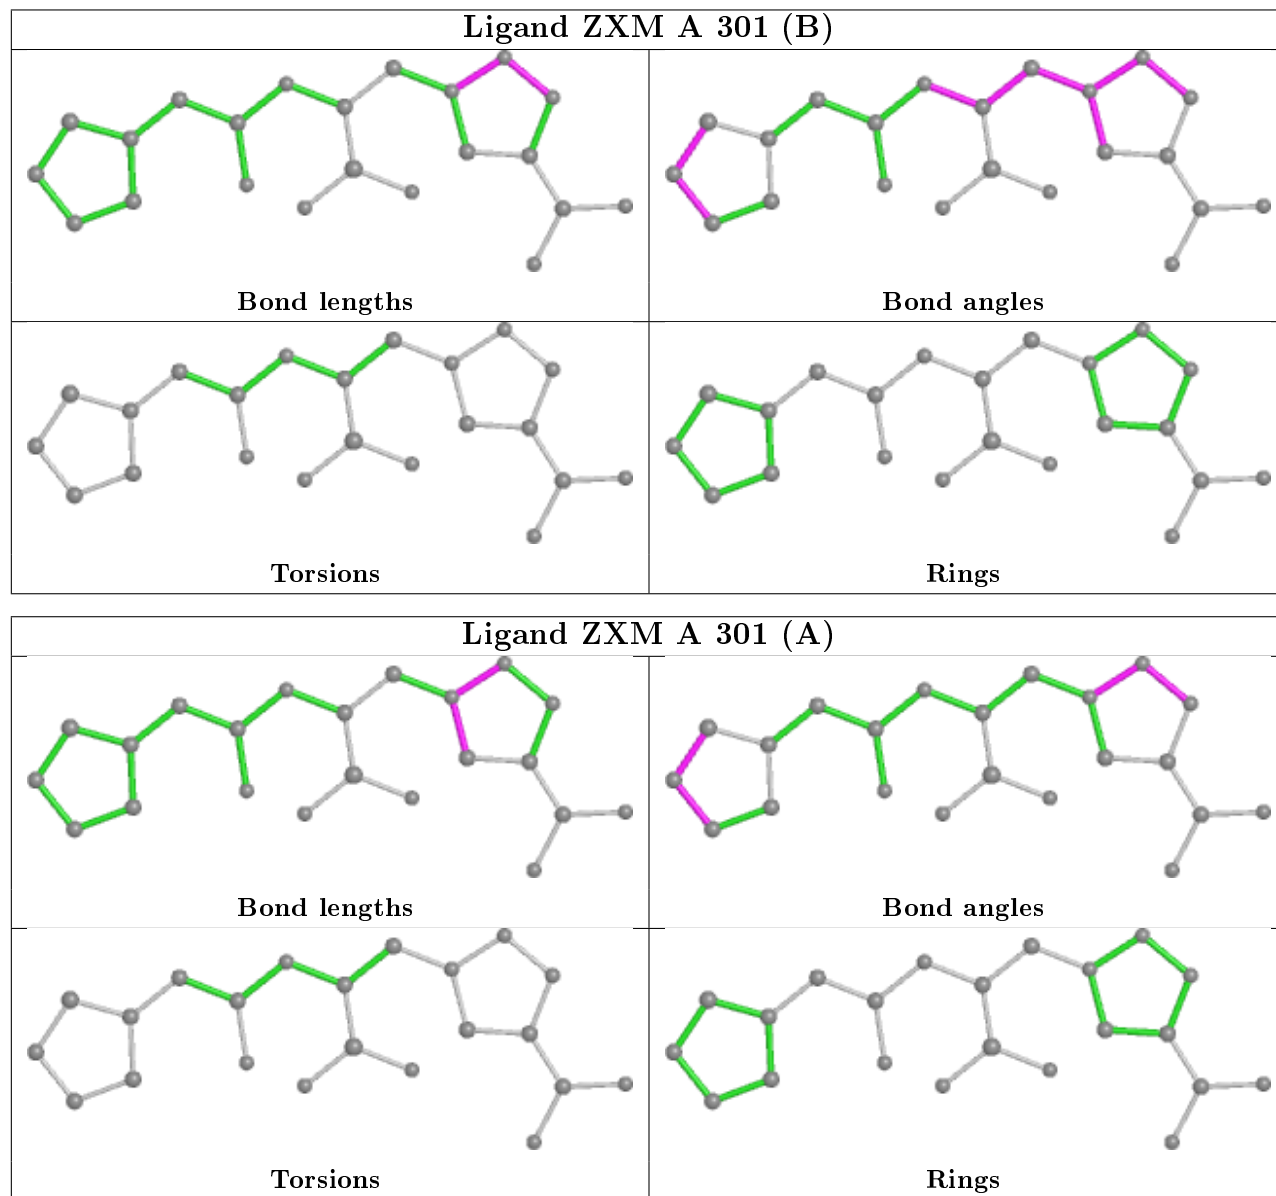 Ligand ZXM A 301 (B)
Bond lengths
Bond angles
Torsions
Rings
Ligand ZXM A 301 (A)
Bond lengths
Bond angles
Torsions
Rings